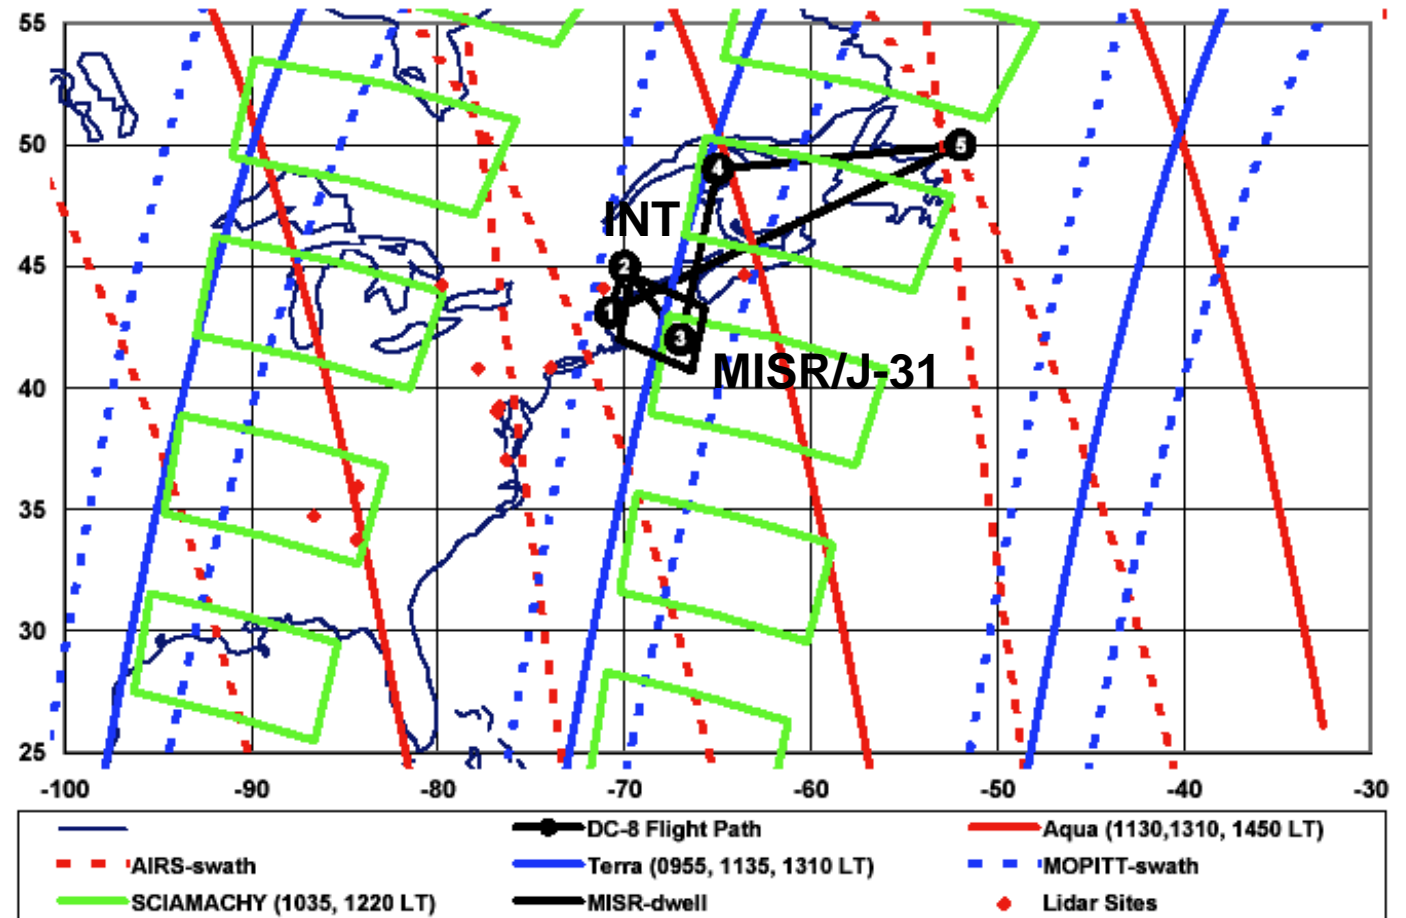 55
50
5
4
INT
45
2
1
3
MISR/J-31
40
35
30
25
-100 -90 -80 -70 -60 -50 -40 -30
DC-8 Flight Path Aqua (1130,1310, 1450 LT)
AIRS-swath Terra (0955, 1135, 1310 LT) MOPITT-swath
SCIAMACHY (1035, 1220 LT) MISR-dwell Lidar Sites